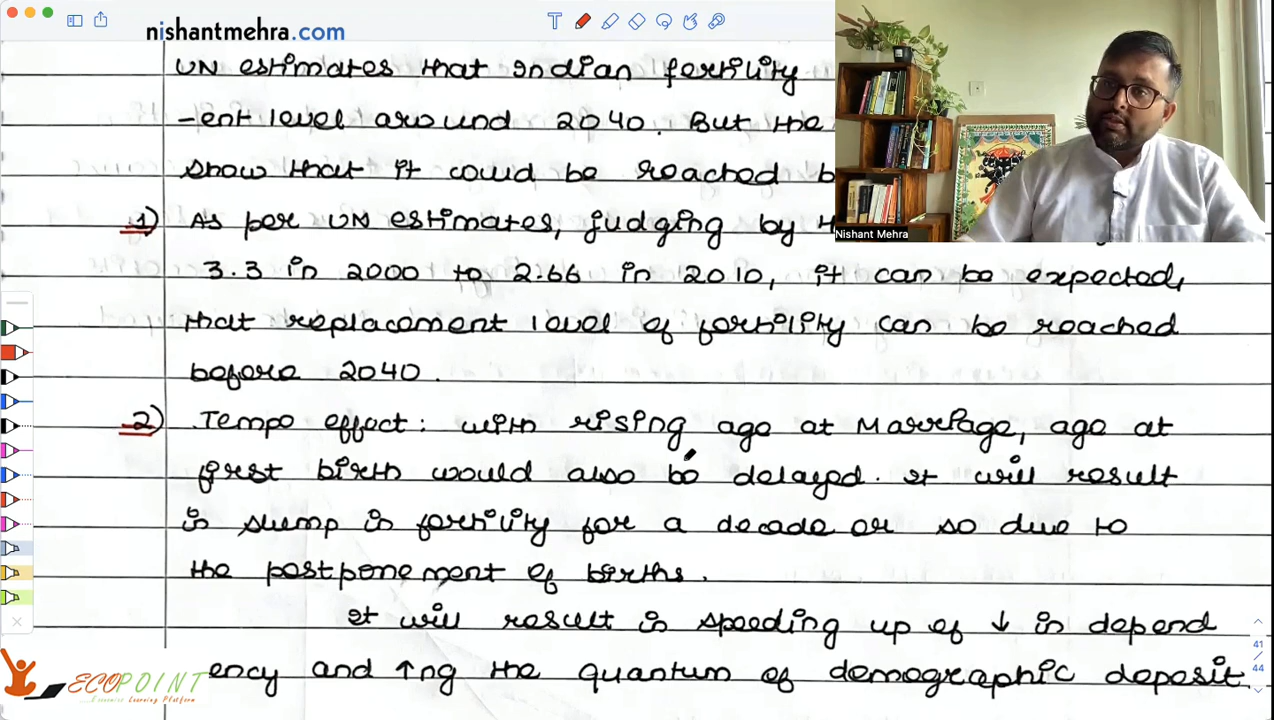 nishantmehra.com
UN estimates that Indian fertility
-ent level around 2040. But the
show that it could be reached b
1) As per UN estimates, judging by
3.3 in 2000 to 2.66 in 2010, it can be expected,
that replacement level of fertility can be reached
before 2040.
2) Tempo effect: with rising age at Marriage, age at
first birth would also be delayed. It will result
in slump in fertility for a decade or so due to
the postponement of births.
It will result in speeding up of ↓ in depend
ency and ↑ng the quantum of demographic deposit.
Nishant Mehra
41
44
ECOPOINT
Economics Learning Platform